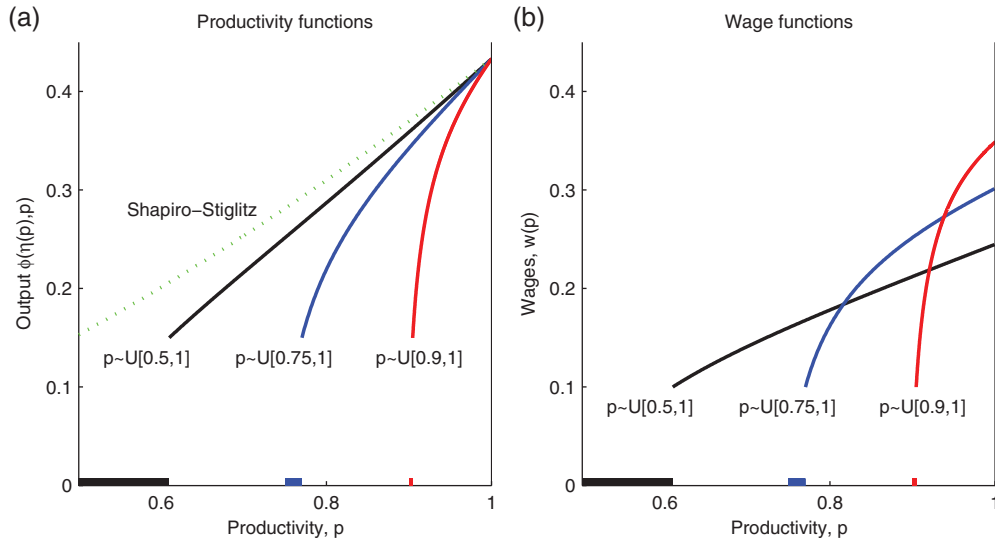 (a)
Productivity functions
0.4
0.3
0.2
0.1
0
Output ϕ(η(p),p)
Shapiro–Stiglitz
p~U[0.5,1]
p~U[0.75,1]
p~U[0.9,1]
0.6
0.8
1
Productivity, p
(b)
Wage functions
0.4
0.3
0.2
0.1
0
Wages, w(p)
p~U[0.5,1]
p~U[0.75,1]
p~U[0.9,1]
0.6
0.8
1
Productivity, p